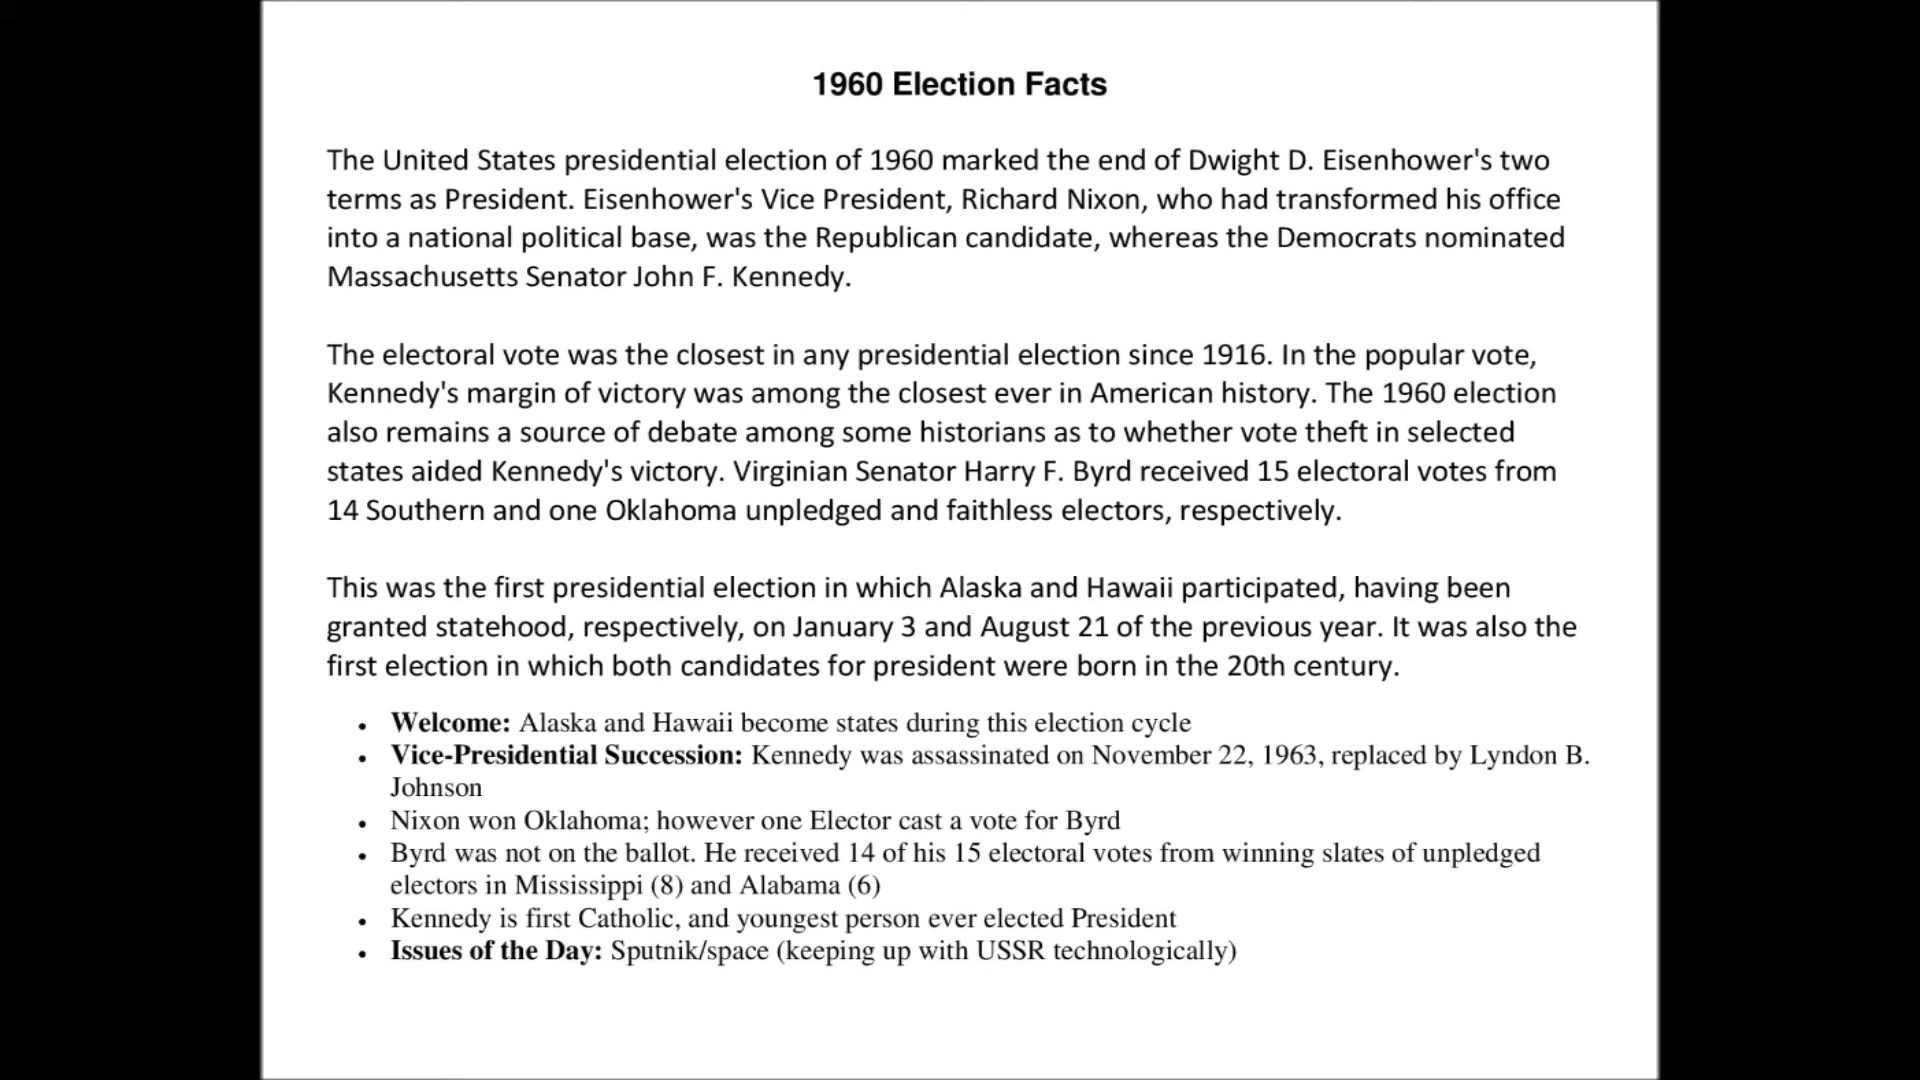 1960 Election Facts
The United States presidential election of 1960 marked the end of Dwight D. Eisenhower's two
terms as President. Eisenhower's Vice President, Richard Nixon, who had transformed his office
into a national political base, was the Republican candidate, whereas the Democrats nominated
Massachusetts Senator John F. Kennedy.
The electoral vote was the closest in any presidential election since 1916. In the popular vote,
Kennedy's margin of victory was among the closest ever in American history. The 1960 election
also remains a source of debate among some historians as to whether vote theft in selected
states aided Kennedy's victory. Virginian Senator Harry F. Byrd received 15 electoral votes from
14 Southern and one Oklahoma unpledged and faithless electors, respectively.
This was the first presidential election in which Alaska and Hawaii participated, having been
granted statehood, respectively, on January 3 and August 21 of the previous year. It was also the
first election in which both candidates for president were born in the 20th century.
• Welcome: Alaska and Hawaii become states during this election cycle
• Vice-Presidential Succession: Kennedy was assassinated on November 22, 1963, replaced by Lyndon B.
Johnson
• Nixon won Oklahoma; however one Elector cast a vote for Byrd
• Byrd was not on the ballot. He received 14 of his 15 electoral votes from winning slates of unpledged
electors in Mississippi (8) and Alabama (6)
• Kennedy is first Catholic, and youngest person ever elected President
• Issues of the Day: Sputnik/space (keeping up with USSR technologically)